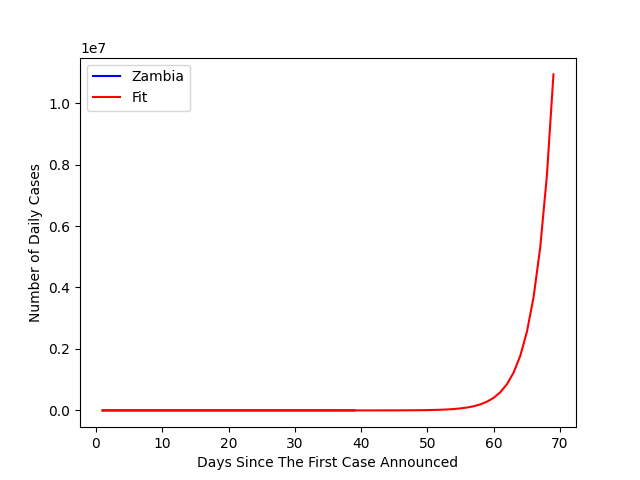 1e7
Zambia
Fit
1.0
0.8
0.6
0.4
0.2
0.0
Number of Daily Cases
0 10 20 30 40 50 60 70
Days Since The First Case Announced